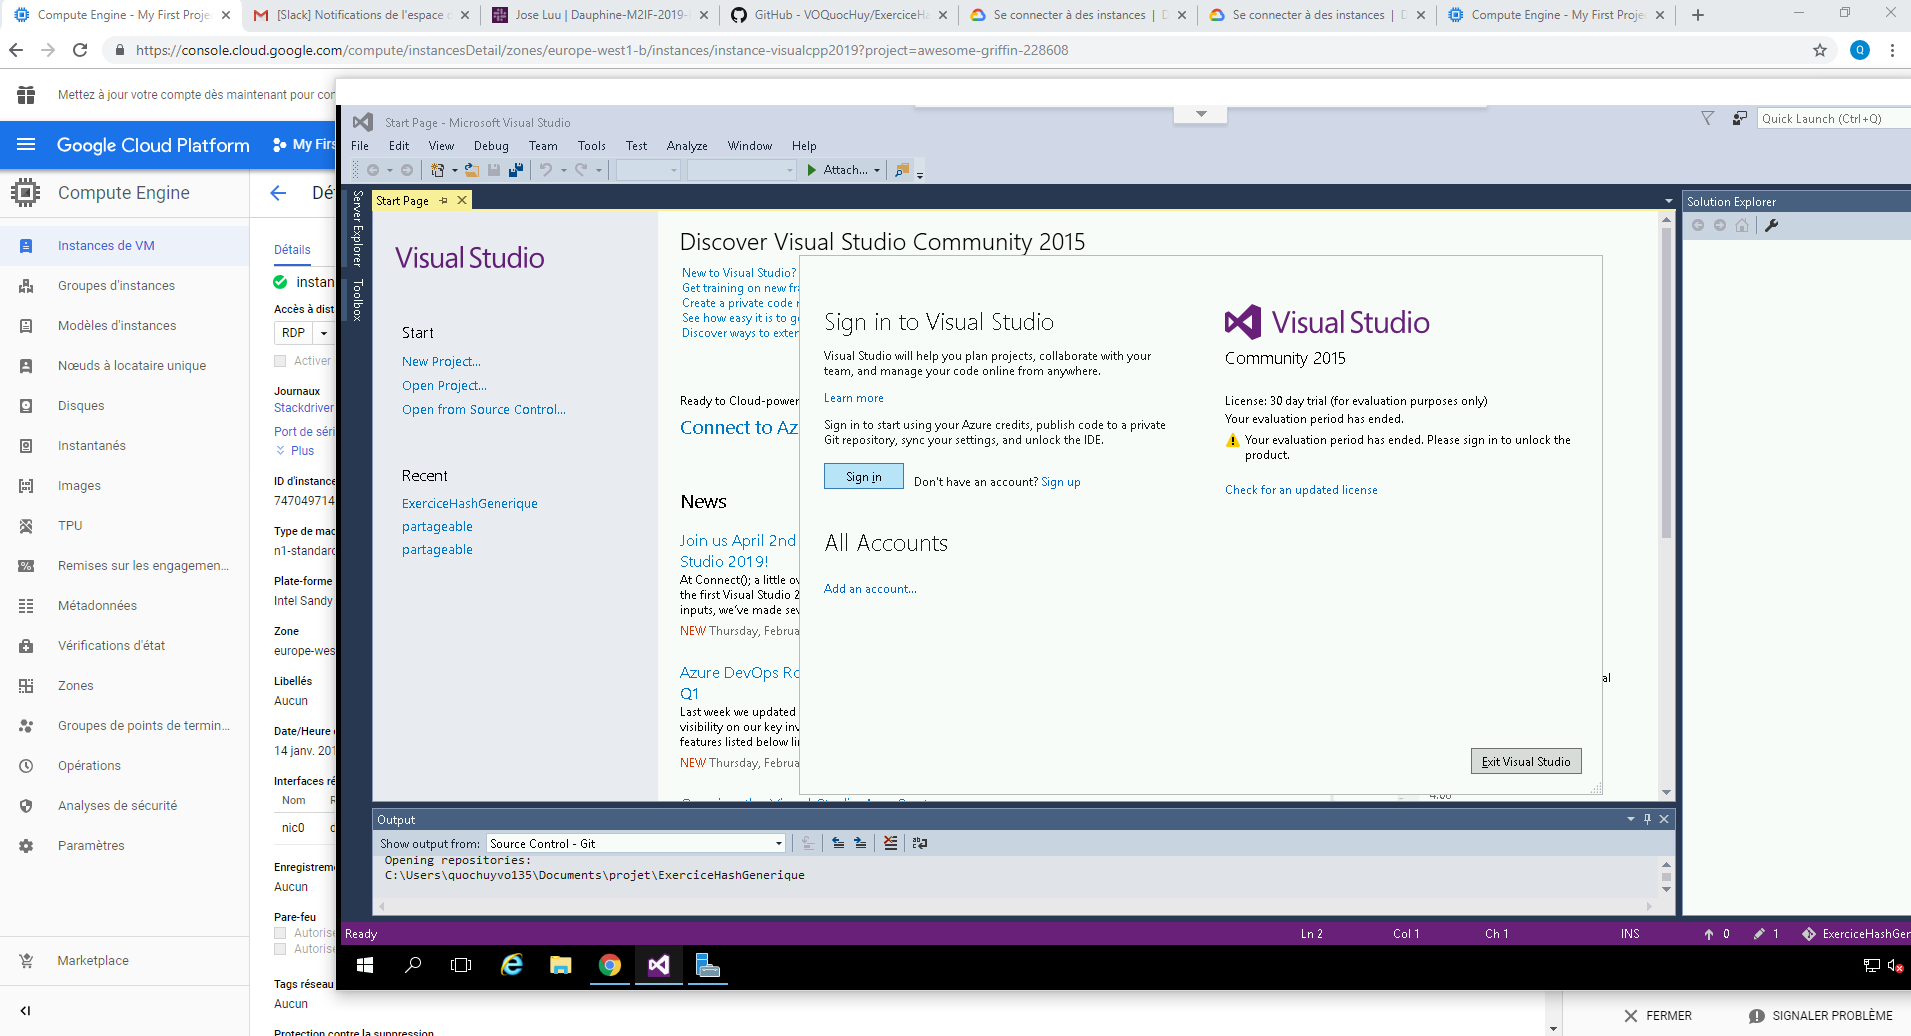 Compute Engine - My First Proje
[Slack] Notifications de l'espace d
Jose Luu | Dauphine-M2IF-2019-
GitHub - VOQuocHuy/ExerciceHa
Se connecter à des instances | D
Se connecter à des instances | D
Compute Engine - My First Proje
https://console.cloud.google.com/compute/instancesDetail/zones/europe-west1-b/instances/instance-visualcpp2019?project=awesome-griffin-228608
Q
Mettez à jour votre compte dès maintenant pour con
Google Cloud Platform
My Firs
Compute Engine
Instances de VM
Groupes d'instances
Modèles d'instances
Nœuds à locataire unique
Disques
Instantanés
Images
TPU
Remises sur les engagemen...
Métadonnées
Vérifications d'état
Zones
Groupes de points de termin...
Opérations
Analyses de sécurité
Paramètres
Marketplace
Dét
Détails
instan
Accès à dist
RDP
Activer
Journaux
Stackdriver
Port de séri
Plus
ID d'instance
747049714
Type de mac
n1-standard
Plate-forme
Intel Sandy
Zone
europe-wes
Libellés
Aucun
Date/Heure
14 janv. 201
Interfaces ré
Nom R
nic0
Enregistreme
Aucun
Pare-feu
Autorise
Autorise
Tags réseau
Aucun
Protection contre la suppression
Start Page - Microsoft Visual Studio
Quick Launch (Ctrl+Q)
File Edit View Debug Team Tools Test Analyze Window Help
Attach...
Server Explorer
Toolbox
Start Page
Visual Studio
Start
New Project...
Open Project...
Open from Source Control...
Recent
ExerciceHashGenerique
partageable
partageable
Discover Visual Studio Community 2015
New to Visual Studio?
Get training on new fra
Create a private code r
See how easy it is to g
Discover ways to exter
Ready to Cloud-power
Connect to Az
News
Join us April 2nd
Studio 2019!
At Connect(); a little ov
the first Visual Studio 2
inputs, we've made sev
NEW Thursday, Februa
Azure DevOps Ro
Q1
Last week we updated
visibility on our key inv
features listed below lin
NEW Thursday, Februa
Sign in to Visual Studio
Visual Studio will help you plan projects, collaborate with your
team, and manage your code online from anywhere.
Learn more
Sign in to start using your Azure credits, publish code to a private
Git repository, sync your settings, and unlock the IDE.
Sign in
Don't have an account? Sign up
All Accounts
Add an account...
Visual Studio
Community 2015
License: 30 day trial (for evaluation purposes only)
Your evaluation period has ended.
Your evaluation period has ended. Please sign in to unlock the
product.
Check for an updated license
Exit Visual Studio
al
Solution Explorer
Output
Show output from: Source Control - Git
Opening repositories:
C:\Users\quochuyvo135\Documents\projet\ExerciceHashGenerique
Ready
Ln 2
Col 1
Ch 1
INS
0
1
ExerciceHashGer
FERMER
SIGNALER PROBLÈME